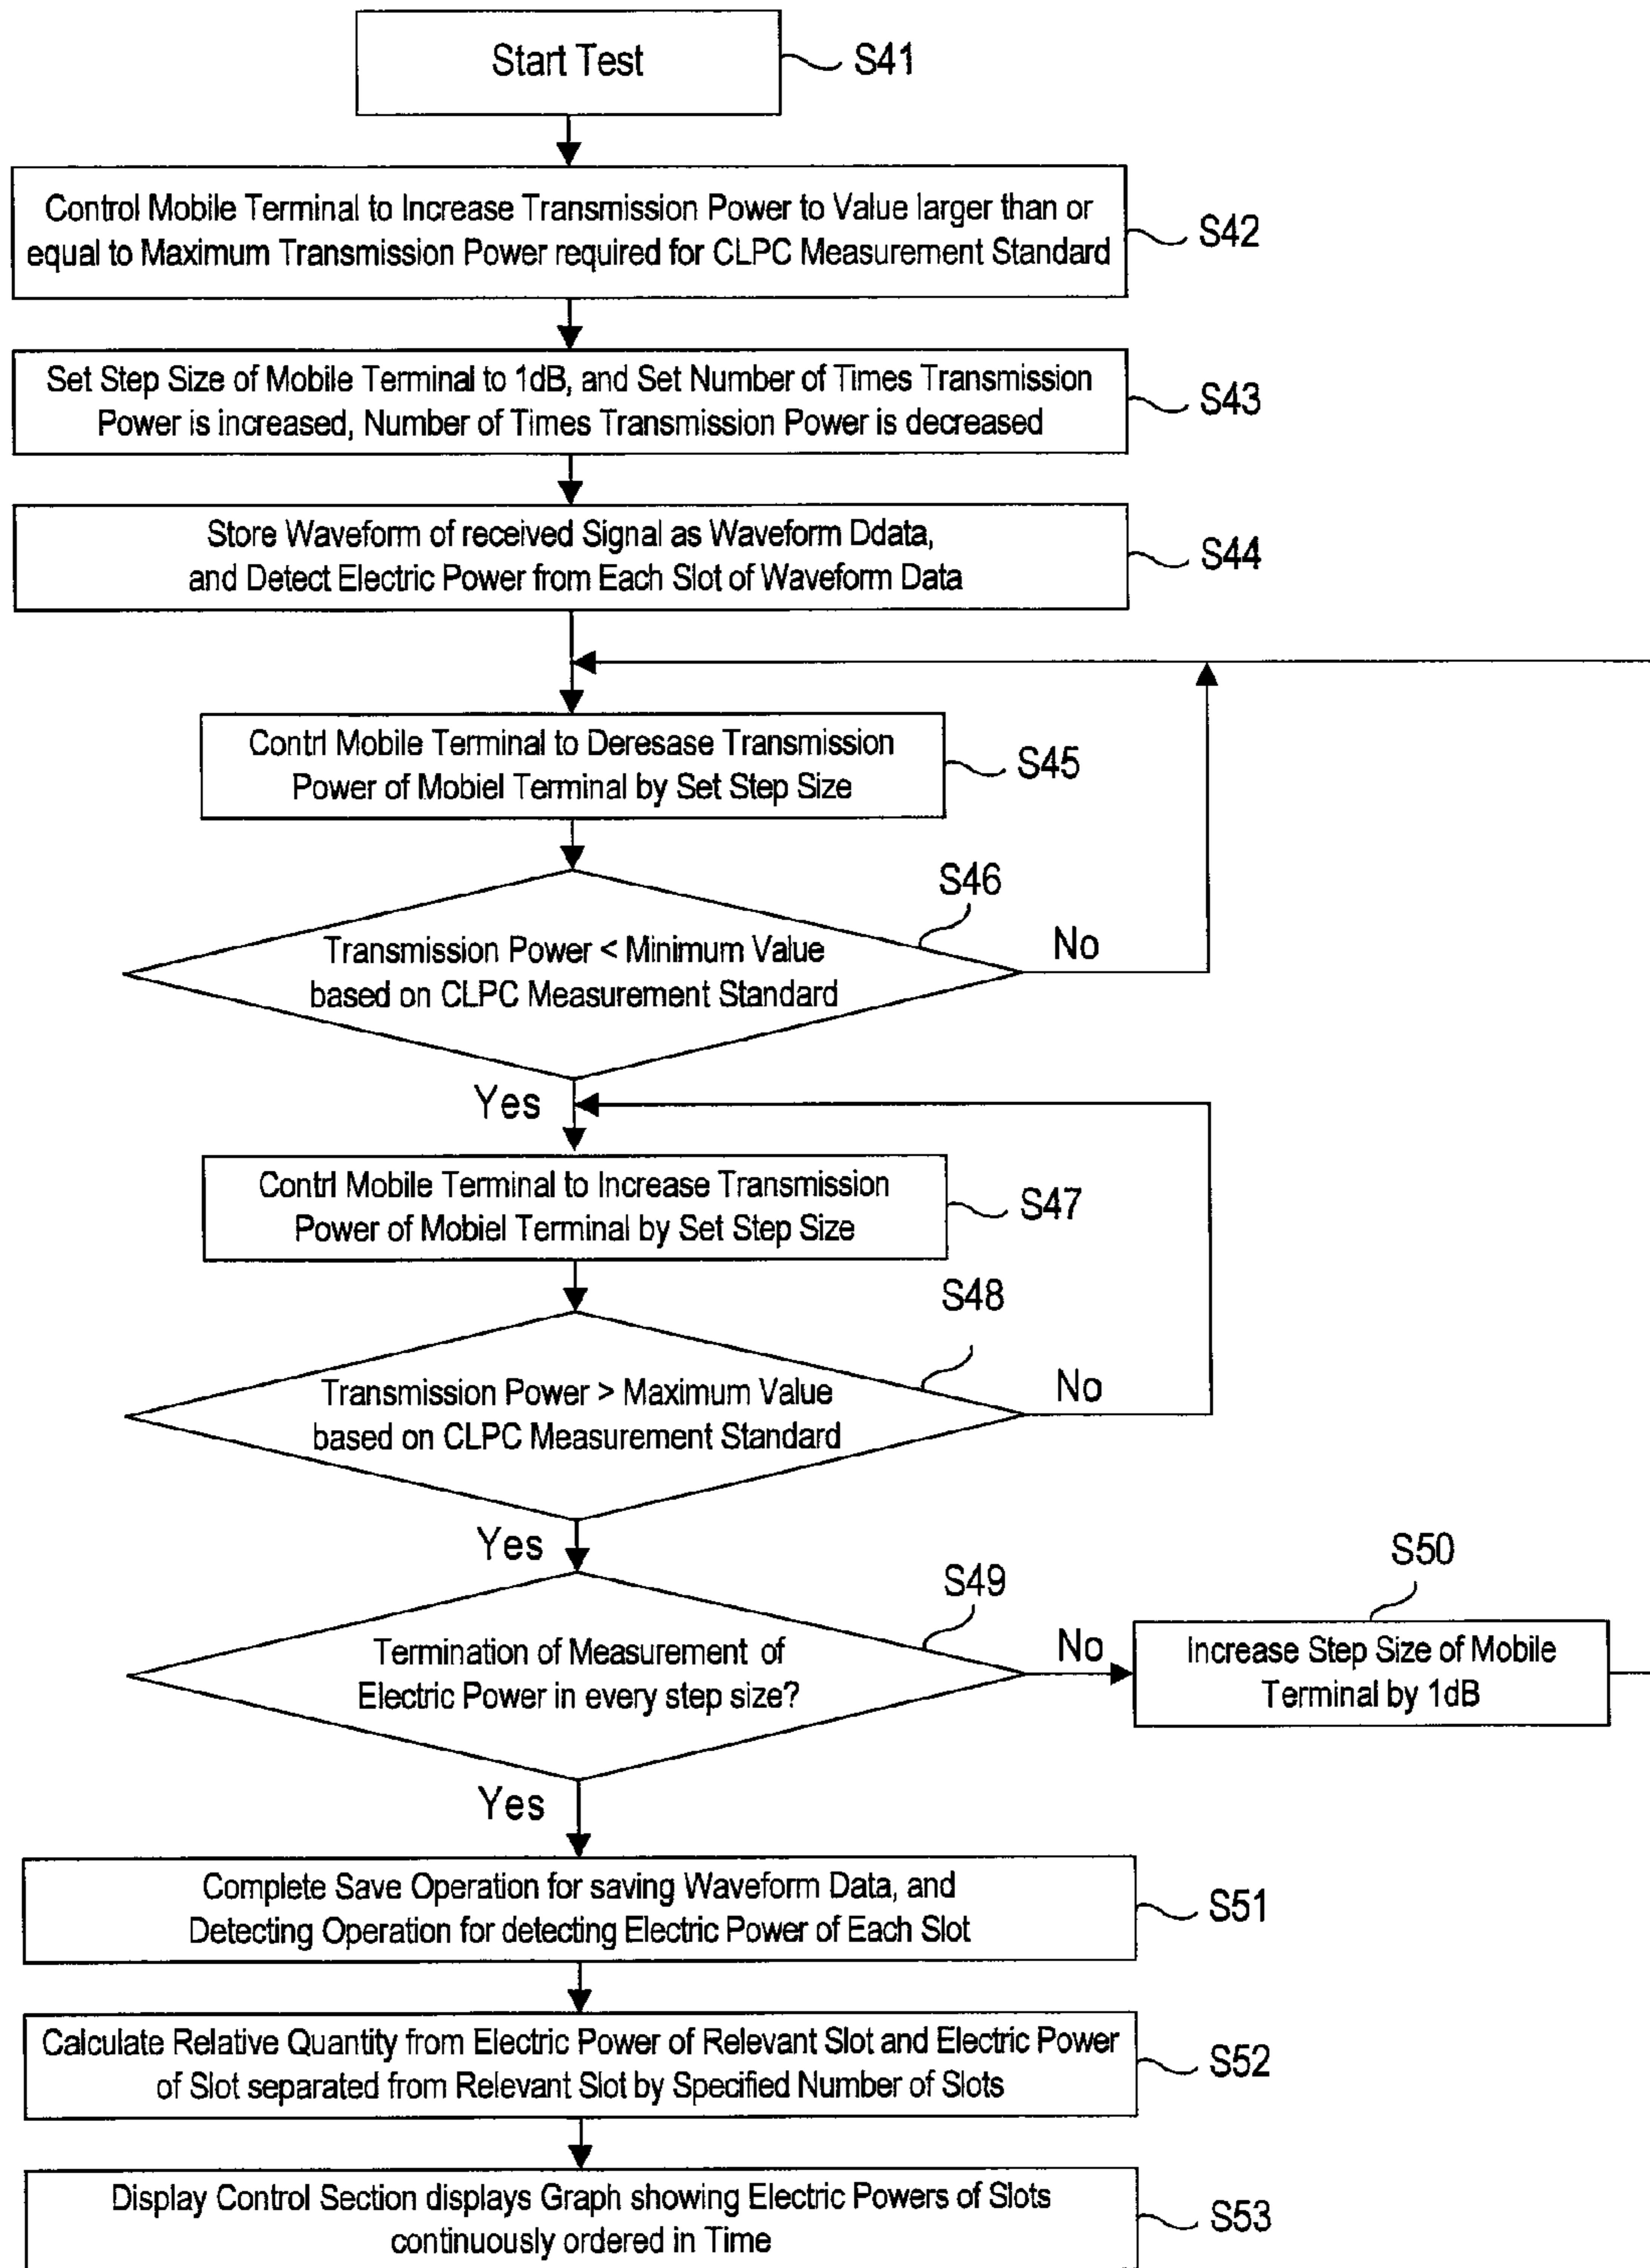 Start Test
S41
Control Mobile Terminal to Increase Transmission Power to Value larger than or
equal to Maximum Transmission Power required for CLPC Measurement Standard
S42
Set Step Size of Mobile Terminal to 1dB, and Set Number of Times Transmission
Power is increased, Number of Times Transmission Power is decreased
S43
Store Waveform of received Signal as Waveform Ddata,
and Detect Electric Power from Each Slot of Waveform Data
S44
Contrl Mobile Terminal to Deresase Transmission
Power of Mobiel Terminal by Set Step Size
S45
S46
Transmission Power < Minimum Value
based on CLPC Measurement Standard
No
Yes
Contrl Mobile Terminal to Increase Transmission
Power of Mobiel Terminal by Set Step Size
S47
S48
Transmission Power > Maximum Value
based on CLPC Measurement Standard
No
Yes
S49
Termination of Measurement of
Electric Power in every step size?
No
S50
Increase Step Size of Mobile
Terminal by 1dB
Yes
Complete Save Operation for saving Waveform Data, and
Detecting Operation for detecting Electric Power of Each Slot
S51
Calculate Relative Quantity from Electric Power of Relevant Slot and Electric Power
of Slot separated from Relevant Slot by Specified Number of Slots
S52
Display Control Section displays Graph showing Electric Powers of Slots
continuously ordered in Time
S53